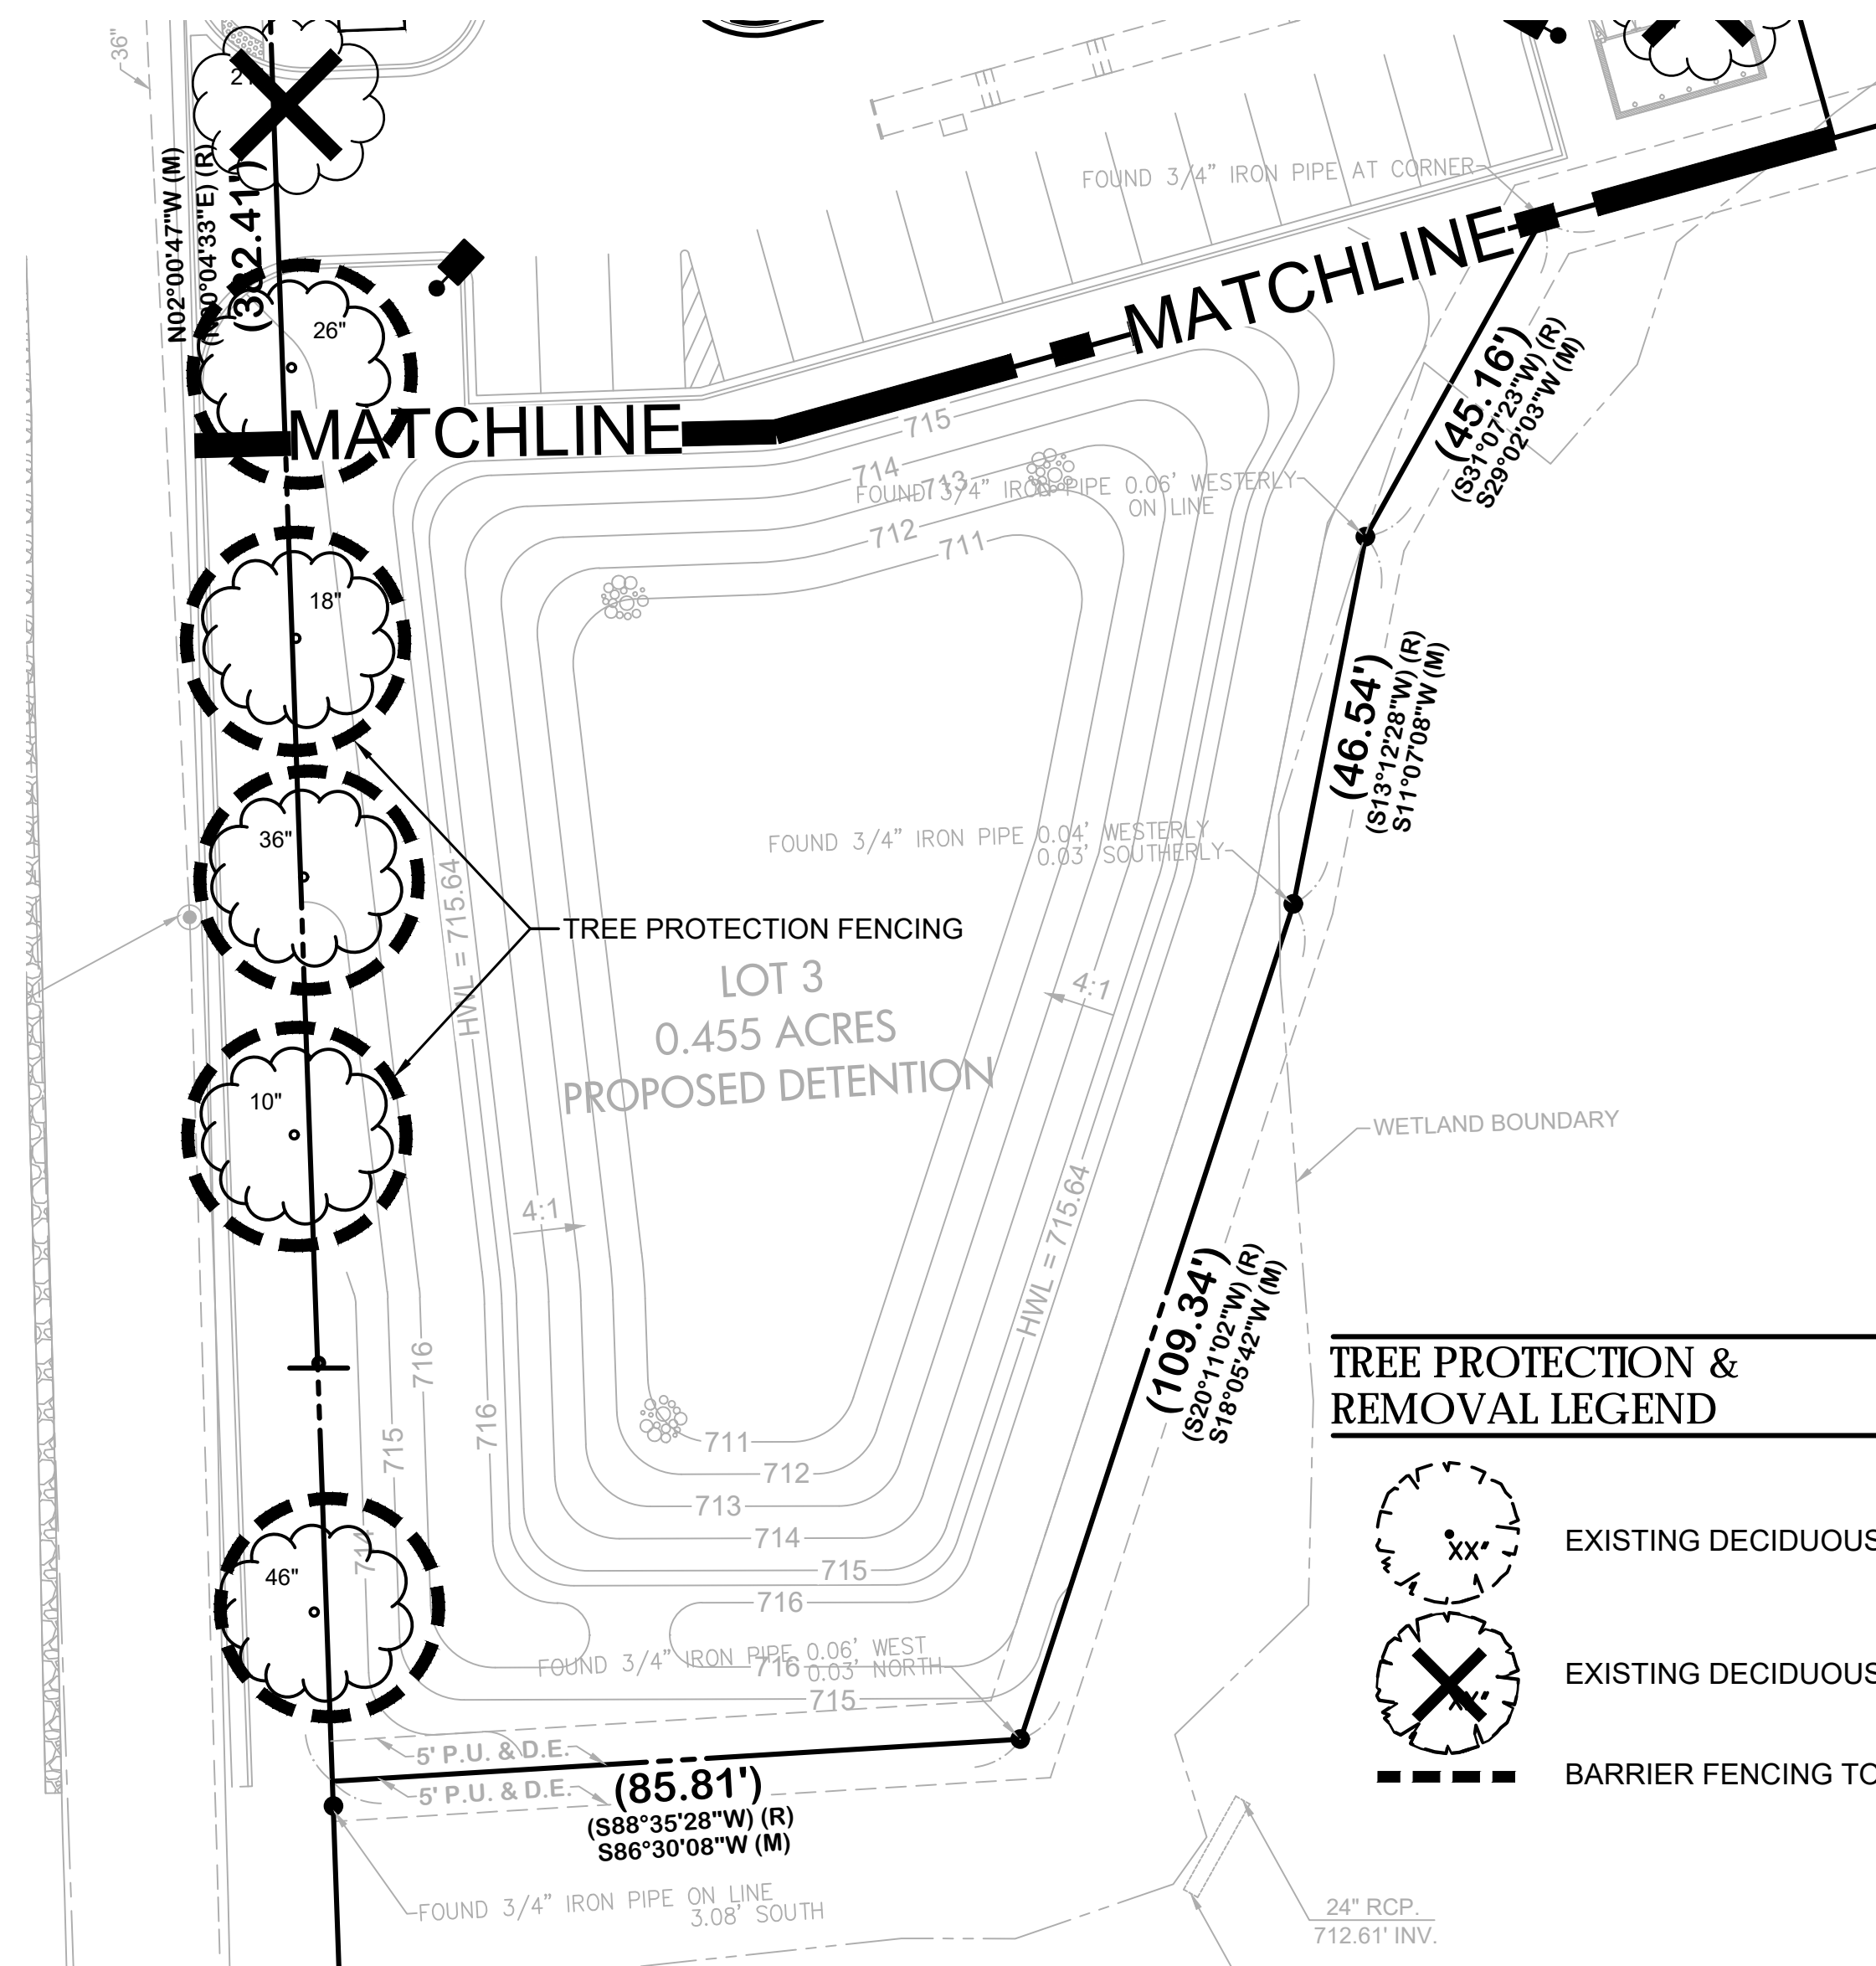 36"
N02°00'47"W (M)
FOUND 3/4" IRON PIPE AT CORNER
MATCHLINE
26"
MATCHLINE
(45.16')
(S31°07'23"W) (R)
S29°02'03"W (M)
715
714
713
FOUND 3/4" IRON PIPE 0.06' WESTERLY
ON LINE
712
711
18"
(46.54')
(S13°12'28"W) (R)
S11°07'08"W (M)
36"
FOUND 3/4" IRON PIPE 0.04' WESTERLY
0.03' SOUTHERLY
HWL = 715.64
TREE PROTECTION FENCING
LOT 3
0.455 ACRES
PROPOSED DETENTION
4:1
10"
WETLAND BOUNDARY
4:1
HWL = 715.64
(109.34')
(S20°11'02"W) (R)
S18°05'42"W (M)
716
715
716
711
712
713
714
715
716
TREE PROTECTION &
REMOVAL LEGEND
XX"
EXISTING DECIDUOUS
EXISTING DECIDUOUS
BARRIER FENCING TO
714
46"
FOUND 3/4" IRON PIPE 0.06' WEST
0.03' NORTH
716
715
5' P.U. & D.E.
5' P.U. & D.E.
(85.81')
(S88°35'28"W) (R)
S86°30'08"W (M)
FOUND 3/4" IRON PIPE ON LINE
3.08' SOUTH
24" RCP.
712.61' INV.